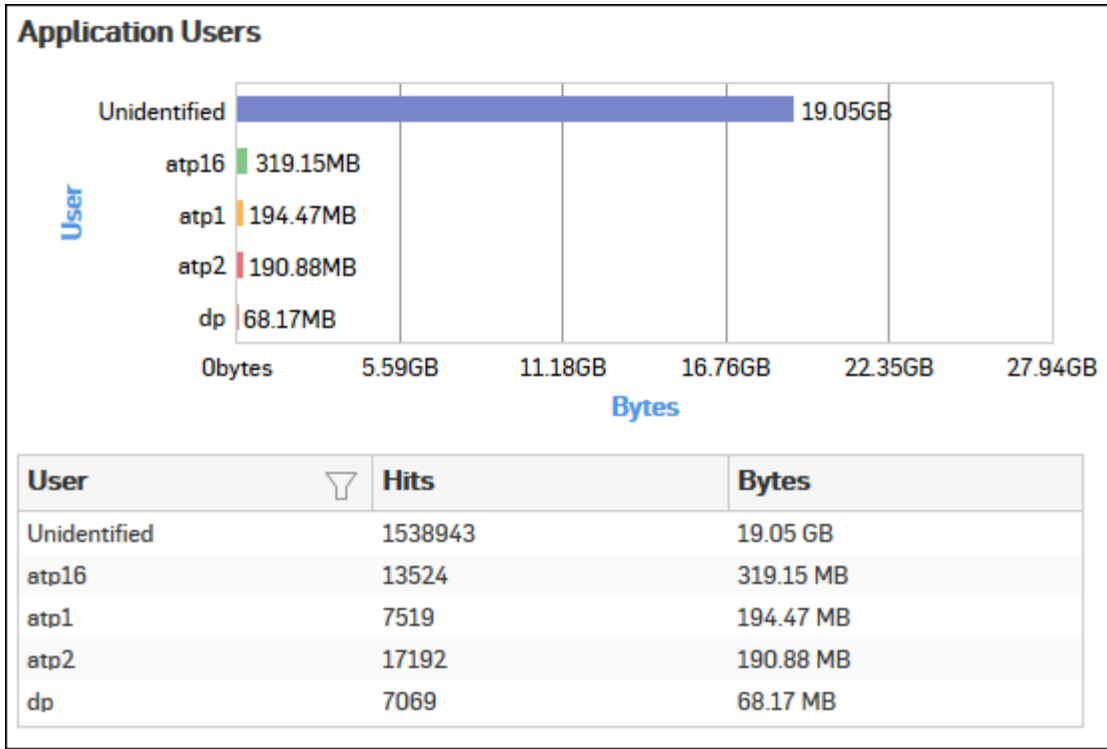 Application Users
Unidentified 19.05GB
atp16 319.15MB
atp1 194.47MB
User
atp2 190.88MB
dp 68.17MB
0bytes 5.59GB 11.18GB 16.76GB 22.35GB 27.94GB
Bytes
User Hits Bytes
Unidentified 1538943 19.05 GB
atp16 13524 319.15 MB
atp1 7519 194.47 MB
atp2 17192 190.88 MB
dp 7069 68.17 MB